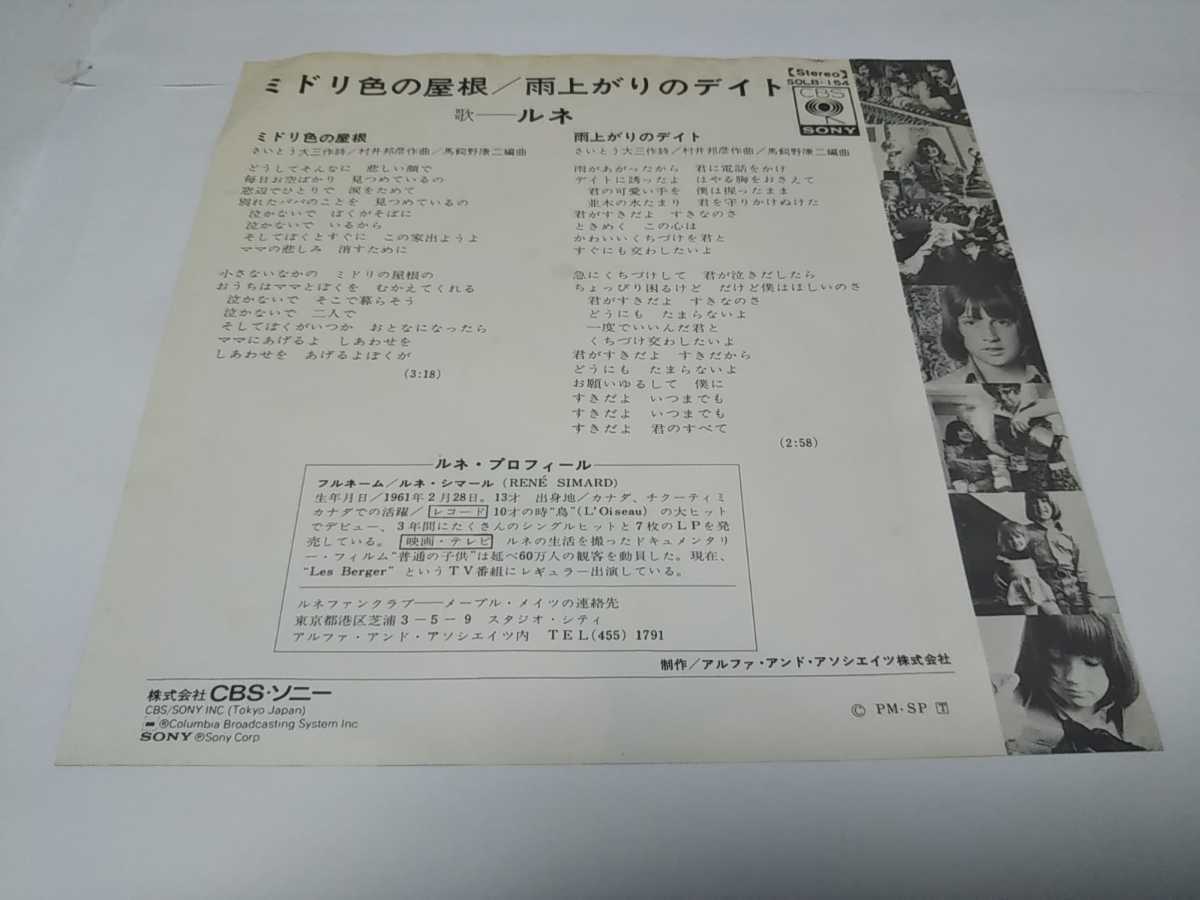 ミドリ色の屋根／雨上がりのデイト
歌──ルネ
【Stereo】
SOLB-164
CBS
SONY
ミドリ色の屋根
さいとう大三作詩／村井邦彦作曲／馬飼野康二編曲
どうしてそんなに 悲しい顔で
毎日お空ばかり 見つめているの
窓辺でひとりで 涙をためて
別れたパパのことを 見つめているの
泣かないで ぼくがそばに
泣かないで いるから
そしてぼくとすぐに この家出ようよ
ママの悲しみ 消すために
小さないなかの ミドリの屋根の
おうちはママとぼくを むかえてくれる
泣かないで そこで暮らそう
泣かないで 二人で
そしてぼくがいつか おとなになったら
ママにあげるよ しあわせを
しあわせを あげるよぼくが
(3:18)
雨上がりのデイト
さいとう大三作詩／村井邦彦作曲／馬飼野康二編曲
雨があがったから 君に電話をかけ
デイトに誘ったよ はやる胸をおさえて
君の可愛い手を 僕は握ったまま
並木の水たまり 君を守りかけぬけた
君がすきだよ すきなのさ
ときめく この心は
かわいいくちづけを君と
すぐにも交わしたいよ
急にくちづけして 君が泣きだしたら
ちょっぴり困るけど だけど僕はほしいのさ
君がすきだよ すきなのさ
どうにも たまらないよ
一度でいいんだ君と
くちづけ交わしたいよ
君がすきだよ すきだから
どうにも たまらないよ
お願いゆるして 僕に
すきだよ いつまでも
すきだよ いつまでも
すきだよ 君のすべて
(2:58)
ルネ・プロフィール
フルネーム／ルネ・シマール (RENÉ SIMARD)
生年月日／1961年2月28日。13才 出身地／カナダ、チクーティミ
カナダでの活躍／レコード 10才の時“鳥”(L'Oiseau) の大ヒット
でデビュー、3年間にたくさんのシングルヒットと7枚のLPを発
売している。 映画・テレビ ルネの生活を撮ったドキュメンタリ
ー・フィルム“普通の子供”は延べ60万人の観客を動員した。現在、
“Les Berger” というTV番組にレギュラー出演している。
ルネファンクラブ──メープル・メイツの連絡先
東京都港区芝浦3－5－9 スタジオ・シティ
アルファ・アンド・アソシエイツ内 TEL(455) 1791
制作／アルファ・アンド・アソシエイツ株式会社
株式会社 CBS・ソニー
CBS/SONY INC (Tokyo Japan)
®Columbia Broadcasting System Inc
SONY ®Sony Corp
© PM・SP T